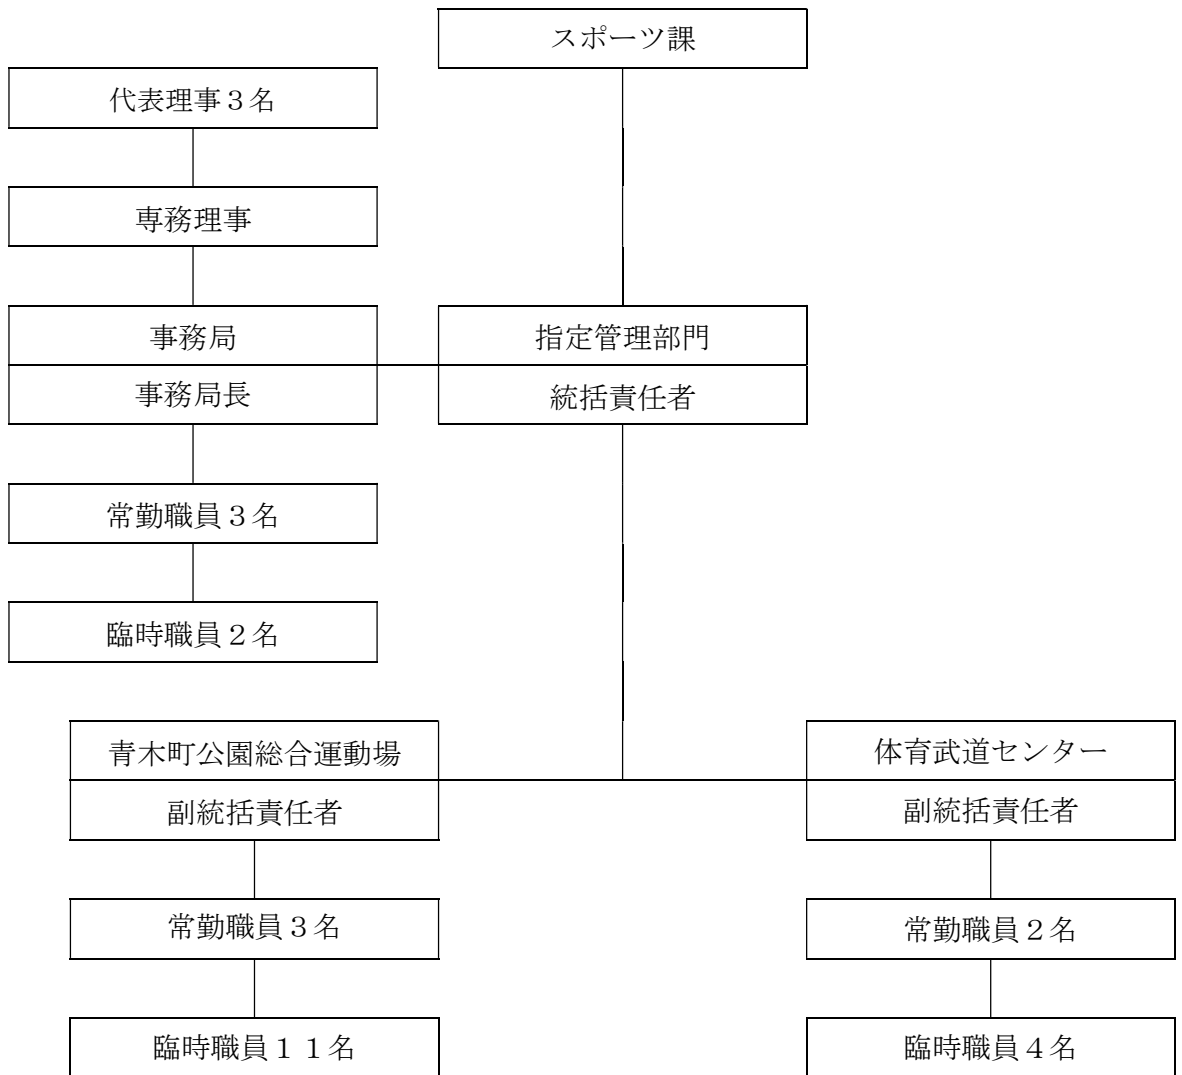 スポーツ課
代表理事３名
専務理事
事務局
事務局長
指定管理部門
統括責任者
常勤職員３名
臨時職員２名
青木町公園総合運動場
副統括責任者
体育武道センター
副統括責任者
常勤職員３名
常勤職員２名
臨時職員１１名
臨時職員４名